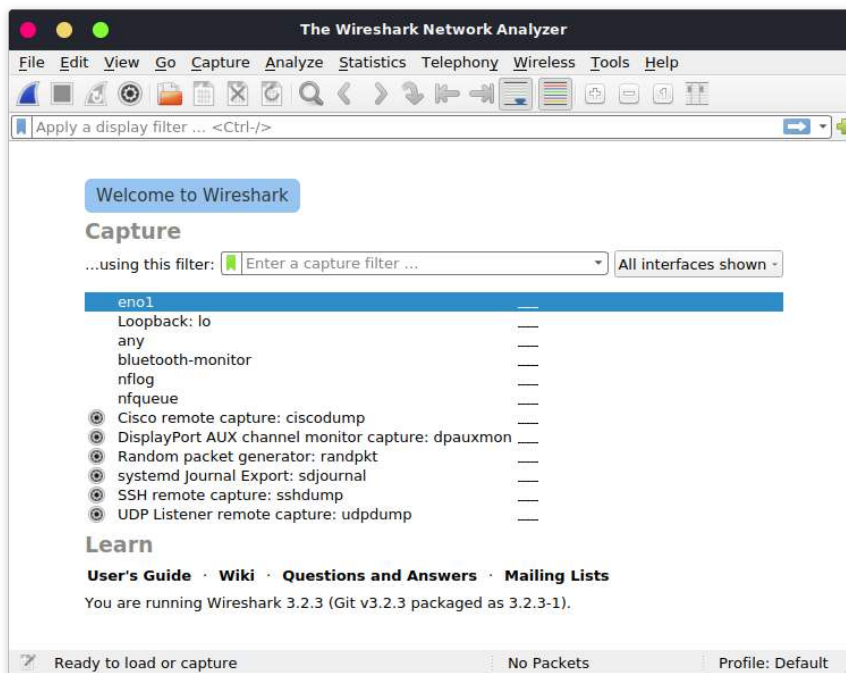 The Wireshark Network Analyzer
File Edit View Go Capture Analyze Statistics Telephony Wireless Tools Help
Apply a display filter ... <Ctrl-/>
Welcome to Wireshark
Capture
...using this filter: Enter a capture filter ... All interfaces shown
eno1
Loopback: lo
any
bluetooth-monitor
nflog
nfqueue
Cisco remote capture: ciscodump
DisplayPort AUX channel monitor capture: dpauxmon
Random packet generator: randpkt
systemd Journal Export: sdjournal
SSH remote capture: sshdump
UDP Listener remote capture: udpdump
Learn
User's Guide · Wiki · Questions and Answers · Mailing Lists
You are running Wireshark 3.2.3 (Git v3.2.3 packaged as 3.2.3-1).
Ready to load or capture No Packets Profile: Default